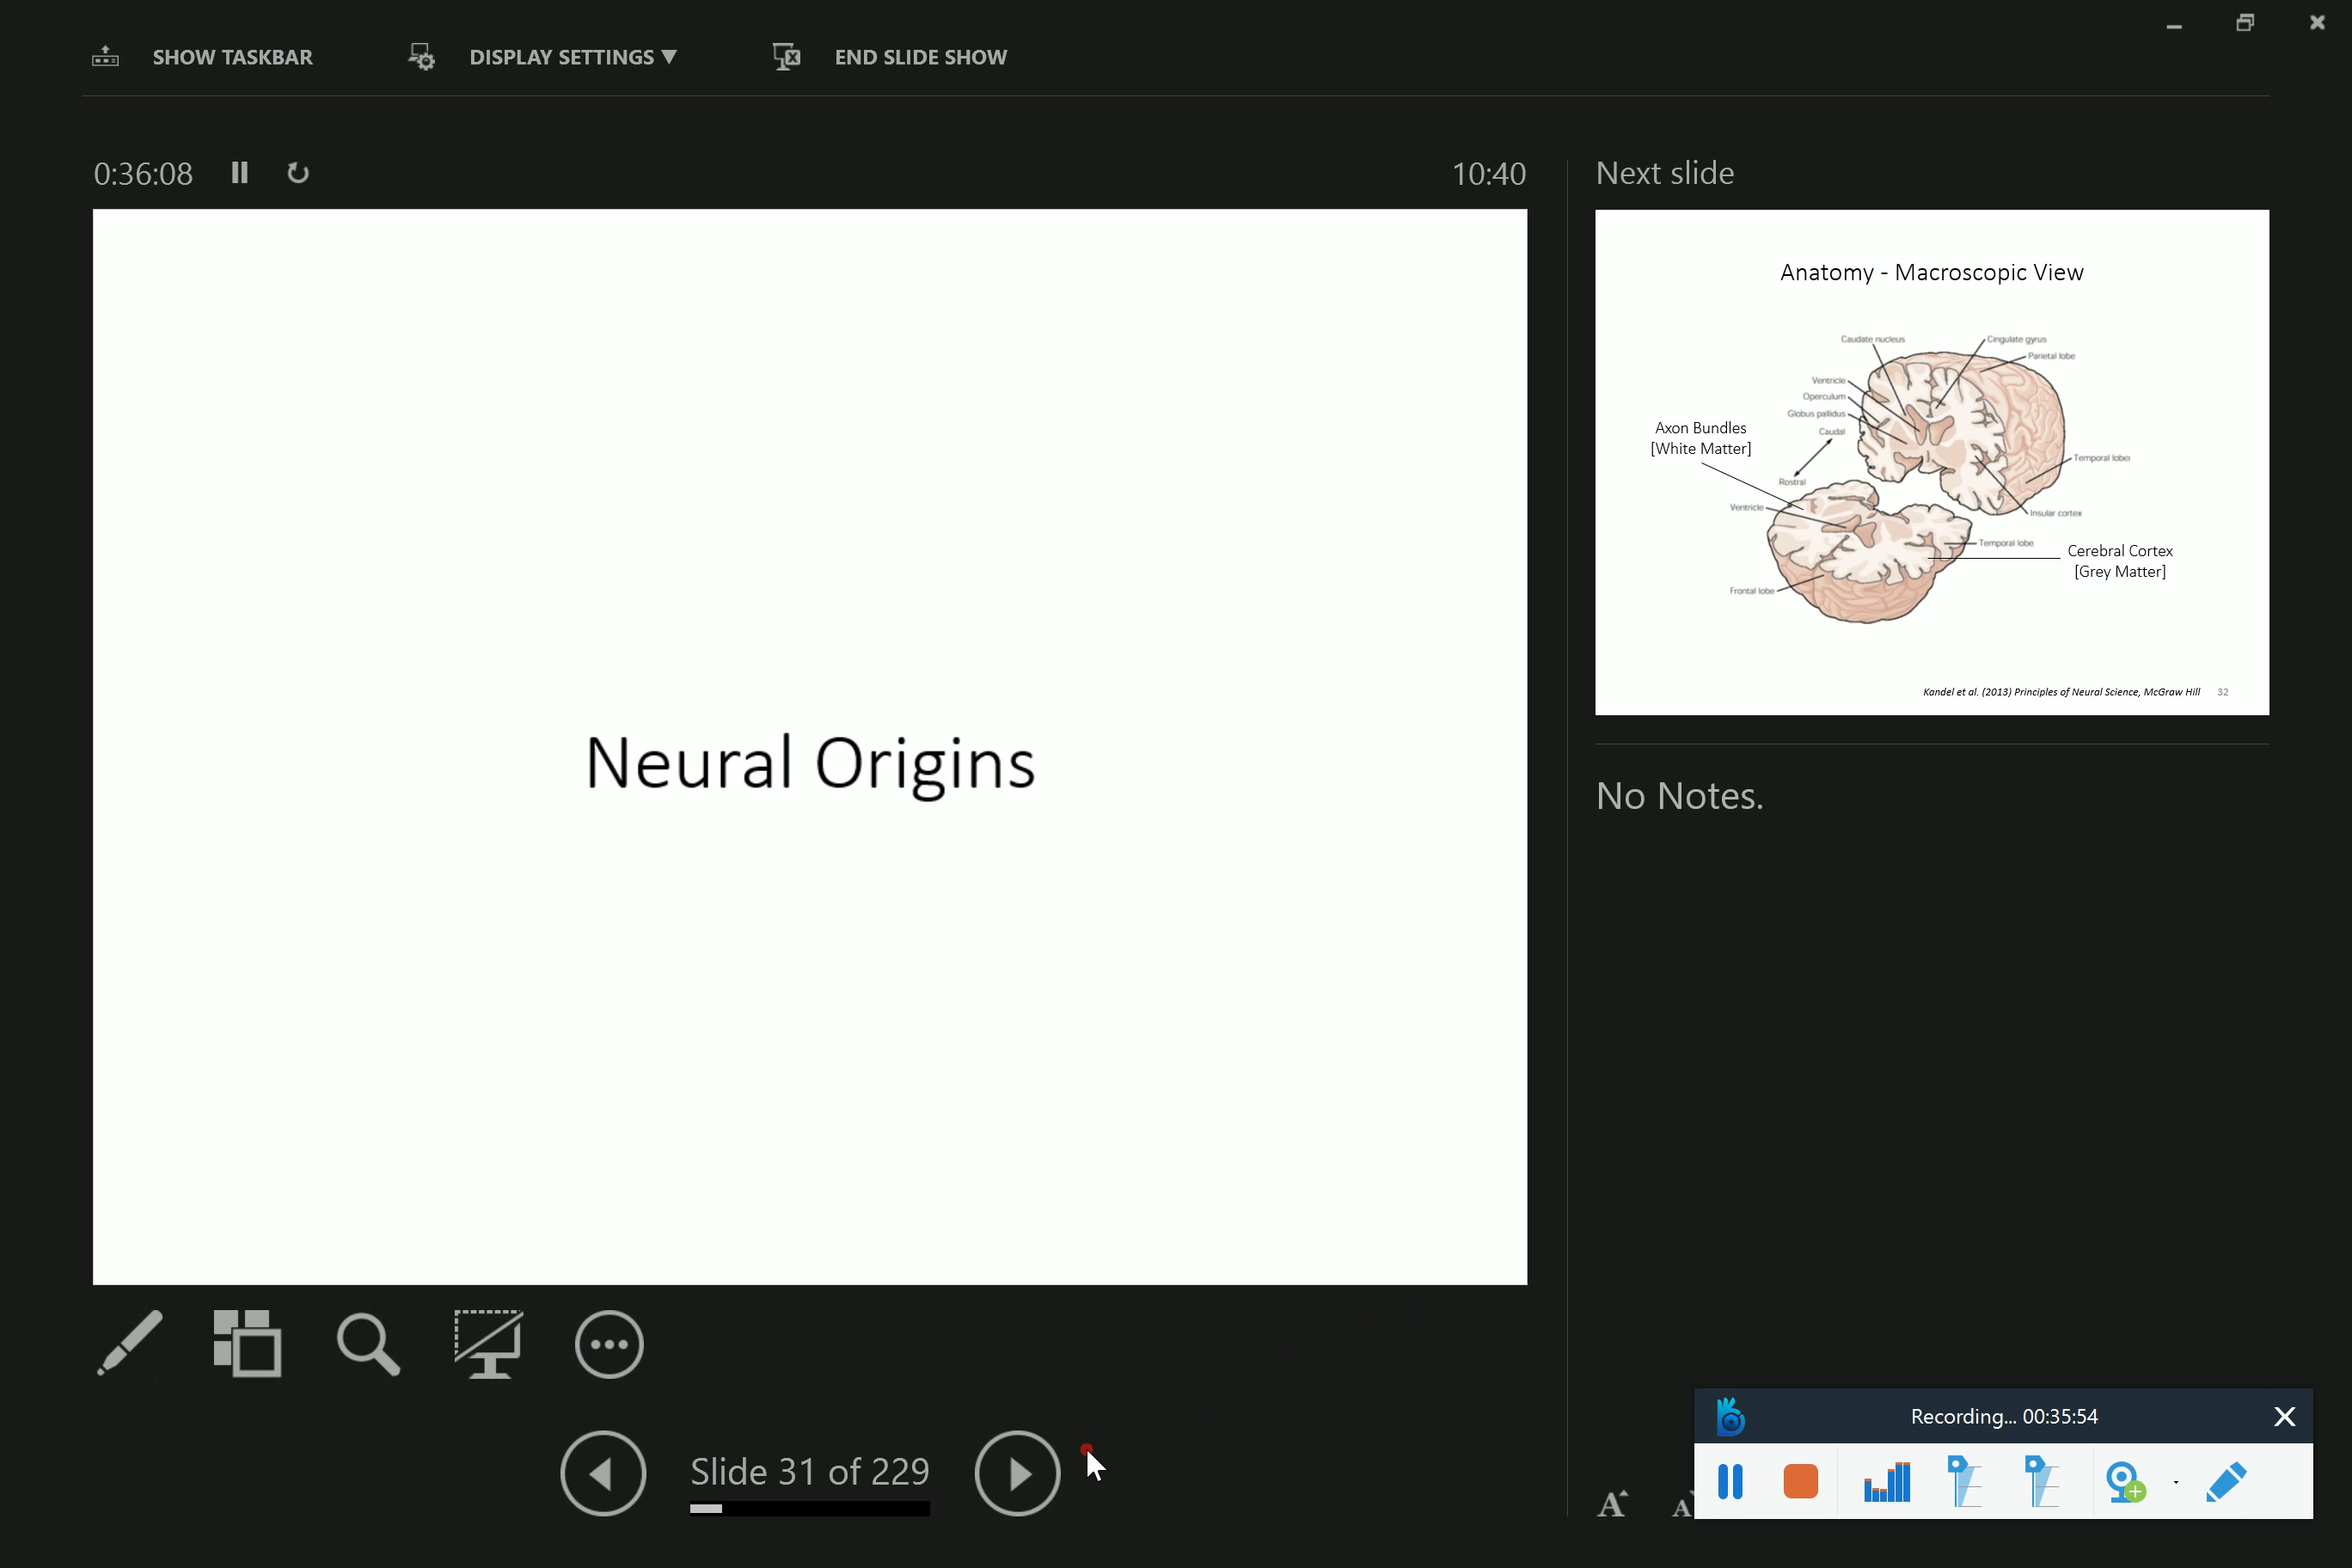 SHOW TASKBAR
DISPLAY SETTINGS ▼
END SLIDE SHOW
0:36:08
10:40
Next slide
Neural Origins
Anatomy - Macroscopic View
Caudate nucleus
Cingulate gyrus
Parietal lobe
Ventricle
Operculum
Globus pallidus
Caudal
Axon Bundles
[White Matter]
Temporal lobe
Rostral
Ventricle
Insular cortex
Temporal lobe
Cerebral Cortex
[Grey Matter]
Frontal lobe
Kandel et al. (2013) Principles of Neural Science, McGraw Hill 32
No Notes.
Slide 31 of 229
A A
Recording... 00:35:54